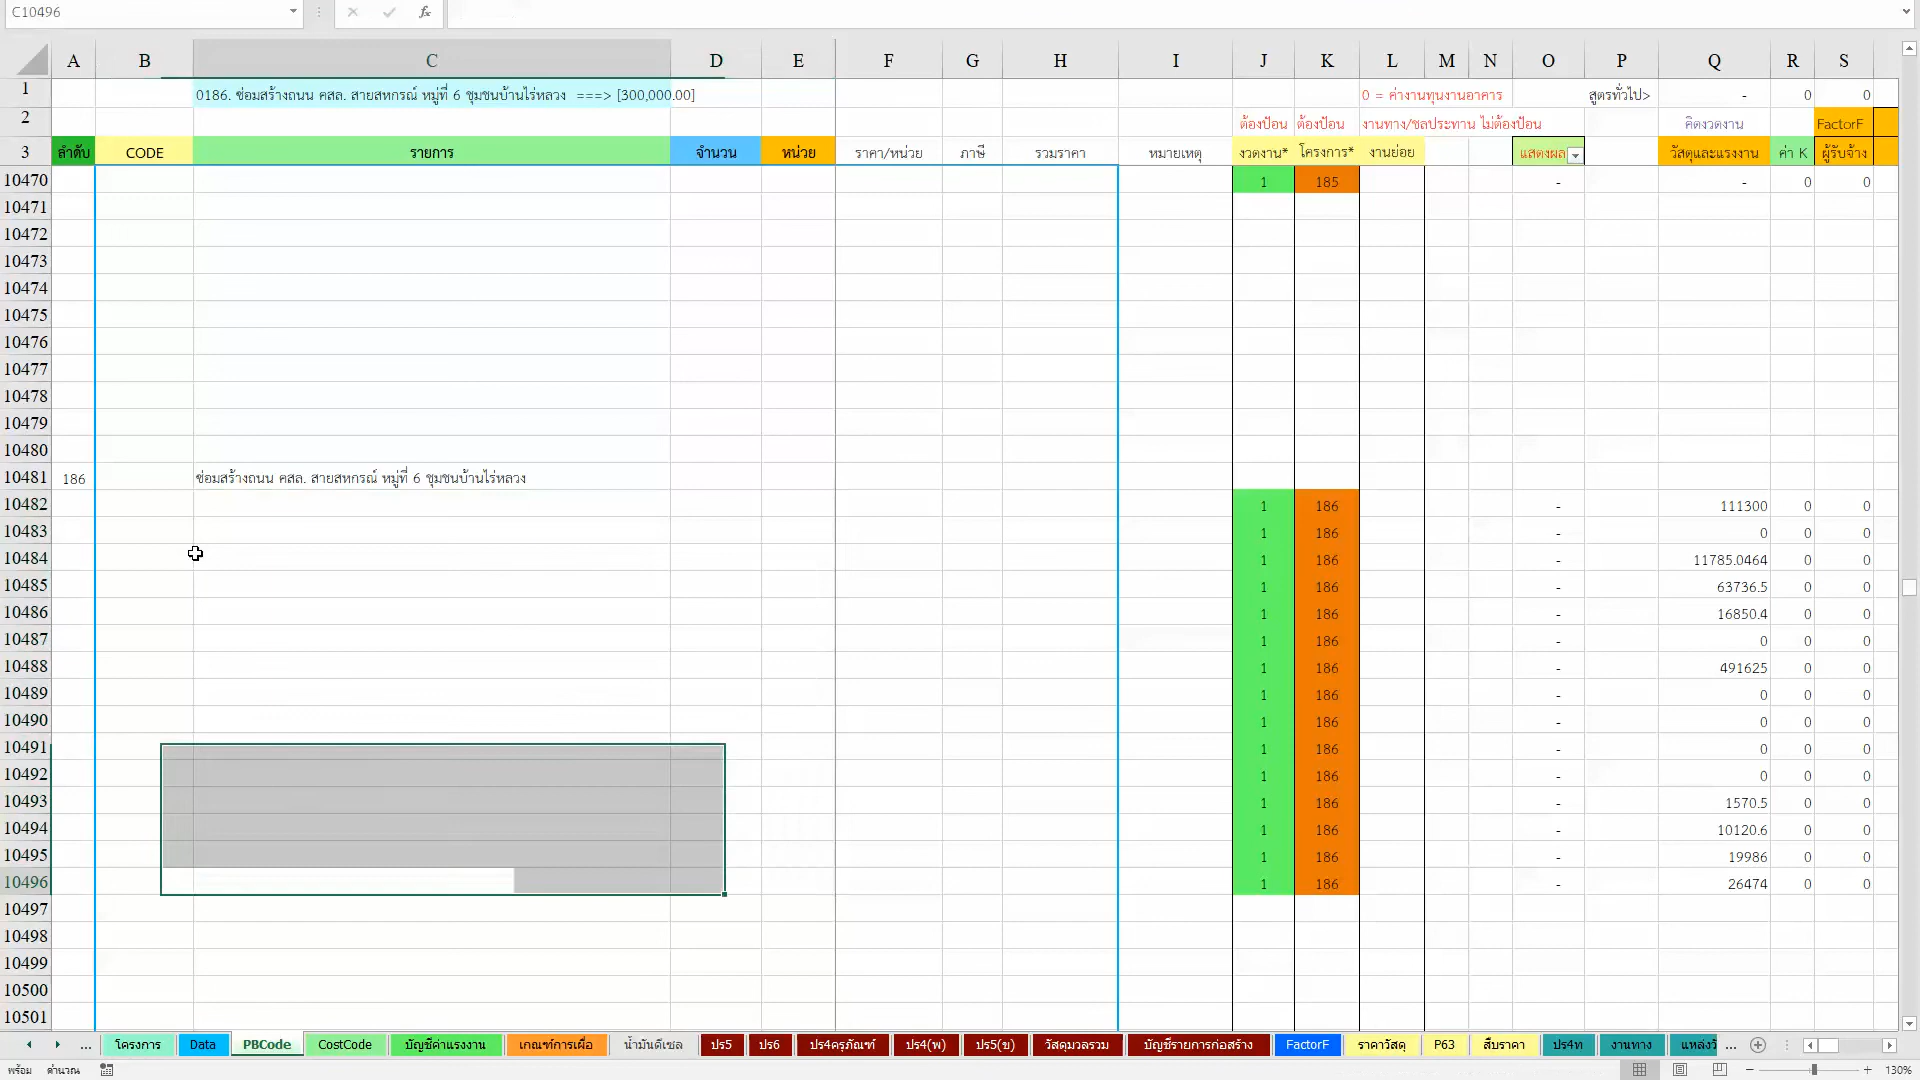 C10496
A B C D E F G H I J K L M N O P Q R S
1 0186. ซ่อมสร้างถนน คสล. สายสหกรณ์ หมู่ที่ 6 ชุมชนบ้านไร่หลวง ===> [300,000.00] 0 = ค่างานทุนงานอาคาร สูตรทั่วไป> - 0 0
2 ต้องป้อน ต้องป้อน งานทาง/ชลประทาน ไม่ต้องป้อน คิดงวดงาน FactorF
3 ลำดับ CODE รายการ จำนวน หน่วย ราคา/หน่วย ภาษี รวมราคา หมายเหตุ งวดงาน* โครงการ* งานย่อย แสดงผล วัสดุและแรงงาน ค่า K ผู้รับจ้าง
10470 1 185 - - 0 0
10471
10472
10473
10474
10475
10476
10477
10478
10479
10480
10481 186 ซ่อมสร้างถนน คสล. สายสหกรณ์ หมู่ที่ 6 ชุมชนบ้านไร่หลวง
10482 1 186 - 111300 0 0
10483 1 186 - 0 0 0
10484 1 186 - 11785.0464 0 0
10485 1 186 - 63736.5 0 0
10486 1 186 - 16850.4 0 0
10487 1 186 - 0 0 0
10488 1 186 - 491625 0 0
10489 1 186 - 0 0 0
10490 1 186 - 0 0 0
10491 1 186 - 0 0 0
10492 1 186 - 0 0 0
10493 1 186 - 1570.5 0 0
10494 1 186 - 10120.6 0 0
10495 1 186 - 19986 0 0
10496 1 186 - 26474 0 0
10497
10498
10499
10500
10501
... โครงการ Data PBCode CostCode บัญชีค่าแรงงาน เกณฑ์การเผื่อ น้ำมันดีเซล ปร5 ปร6 ปร4ครุภัณฑ์ ปร4(พ) ปร5(ข) วัสดุมวลรวม บัญชีรายการก่อสร้าง FactorF ราคาวัสดุ P63 สืบราคา ปร4ท งานทาง ...
พร้อม คำนวณ 130%